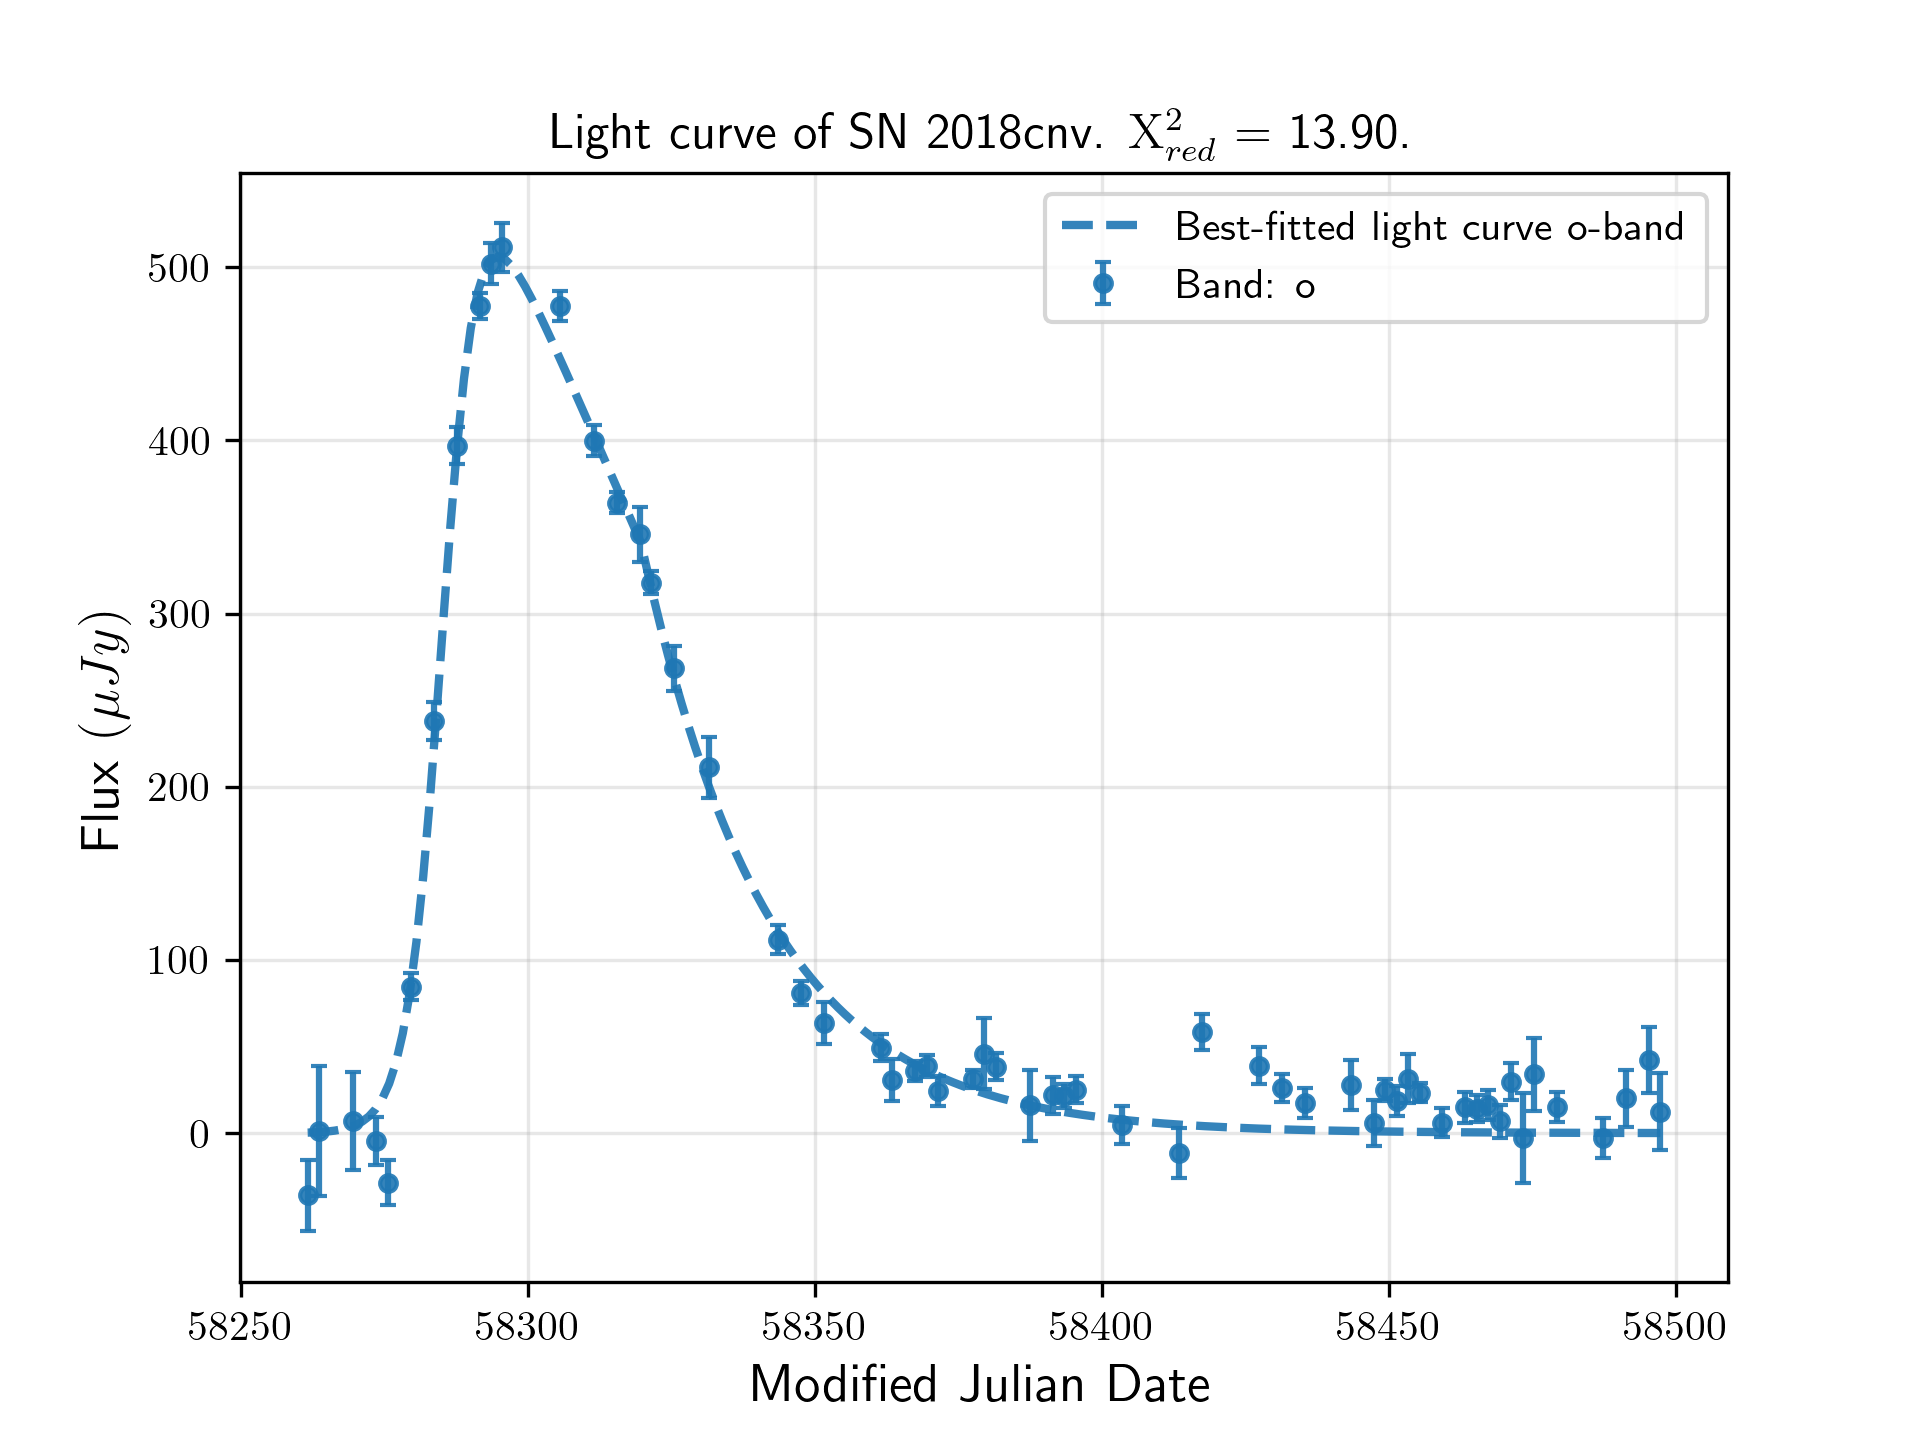 Light curve of SN 2018cnv. X²_red = 13.90.
Best-fitted light curve o-band
Band: o
500
400
300
200
100
0
Flux (μJy)
58250 58300 58350 58400 58450 58500
Modified Julian Date